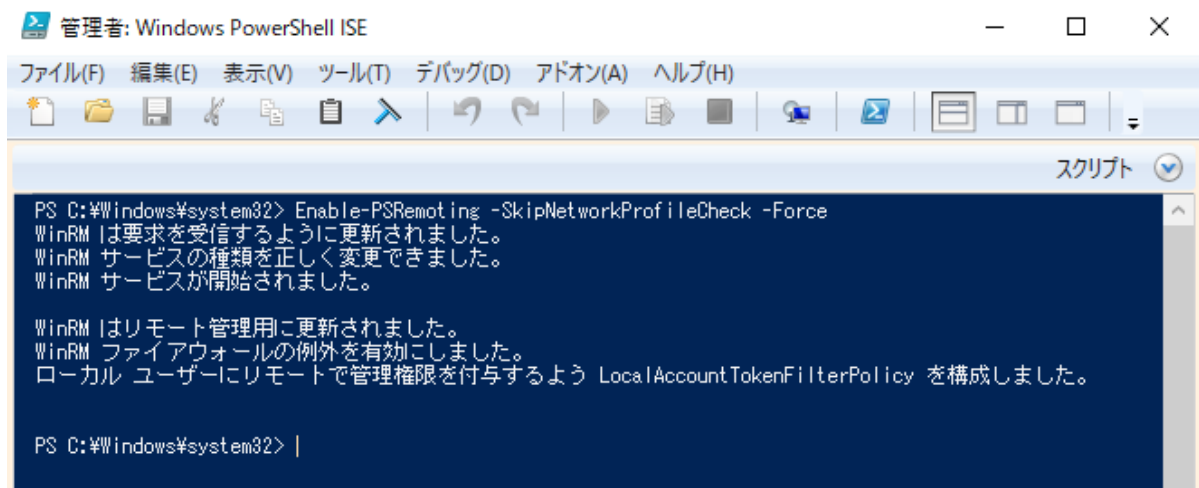 管理者: Windows PowerShell ISE
ファイル(F) 編集(E) 表示(V) ツール(T) デバッグ(D) アドオン(A) ヘルプ(H)
スクリプト
PS C:¥Windows¥system32> Enable-PSRemoting -SkipNetworkProfileCheck -Force
WinRM は要求を受信するように更新されました。
WinRM サービスの種類を正しく変更できました。
WinRM サービスが開始されました。
WinRM はリモート管理用に更新されました。
WinRM ファイアウォールの例外を有効にしました。
ローカル ユーザーにリモートで管理権限を付与するよう LocalAccountTokenFilterPolicy を構成しました。
PS C:¥Windows¥system32>